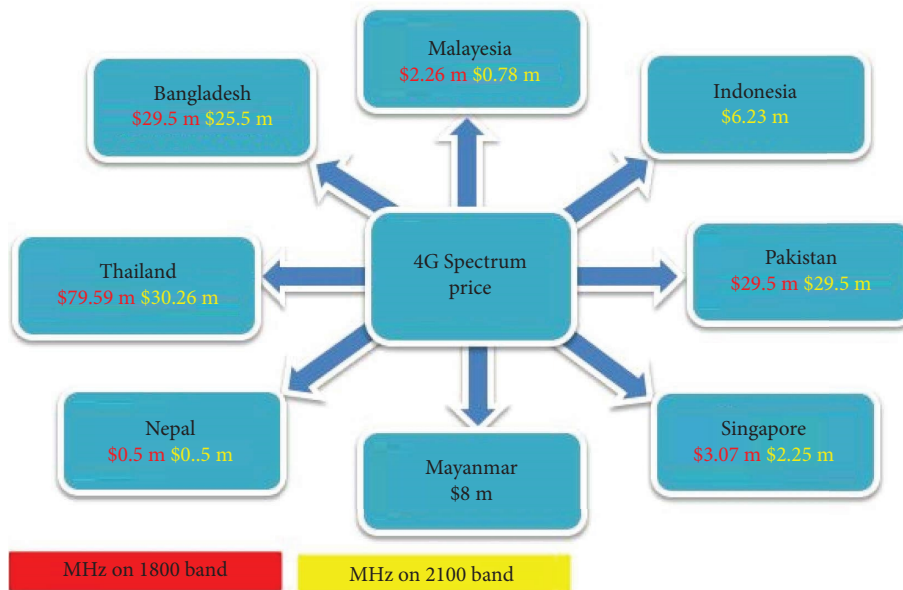 Malayesia
$2.26 m $0.78 m
Bangladesh
$29.5 m $25.5 m
Indonesia
$6.23 m
Thailand
$79.59 m $30.26 m
4G Spectrum
price
Pakistan
$29.5 m $29.5 m
Nepal
$0.5 m $0..5 m
Mayanmar
$8 m
Singapore
$3.07 m $2.25 m
MHz on 1800 band
MHz on 2100 band